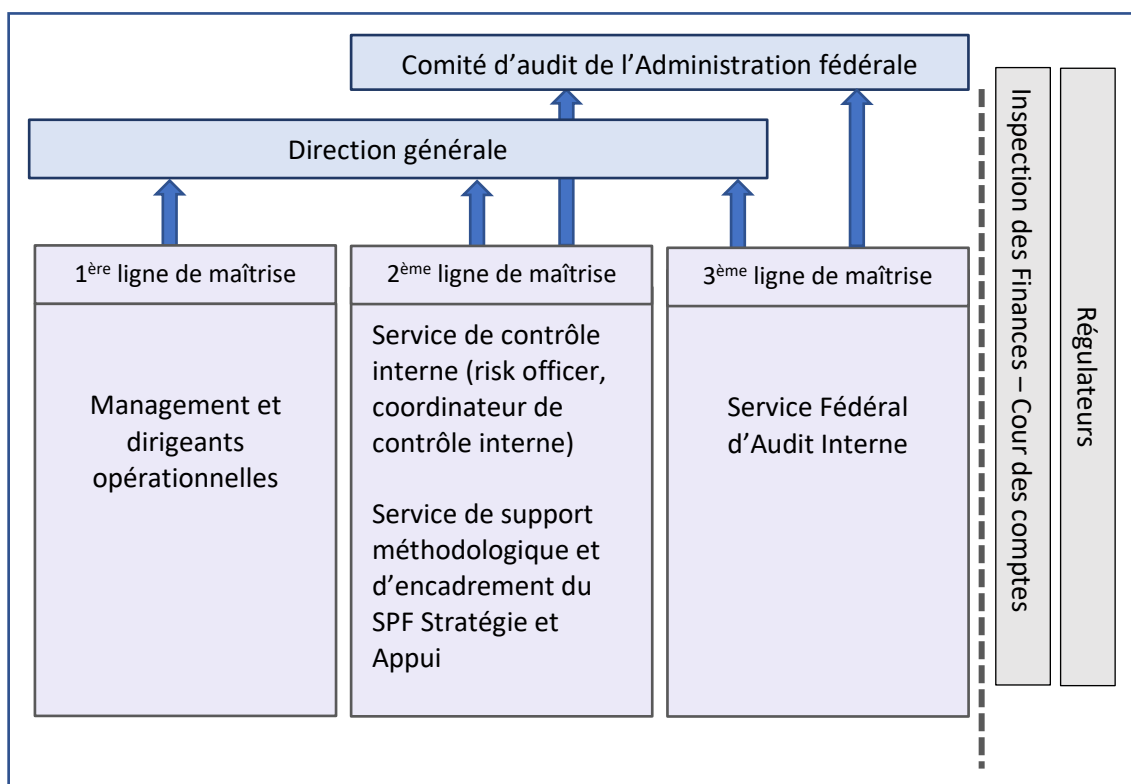 Comité d’audit de l’Administration fédérale
Direction générale
1ère ligne de maîtrise
Management et
dirigeants
opérationnelles
2ème ligne de maîtrise
Service de contrôle
interne (risk officer,
coordinateur de
contrôle interne)
Service de support
méthodologique et
d’encadrement du
SPF Stratégie et
Appui
3ème ligne de maîtrise
Service Fédéral
d’Audit Interne
Inspection des Finances – Cour des comptes
Régulateurs